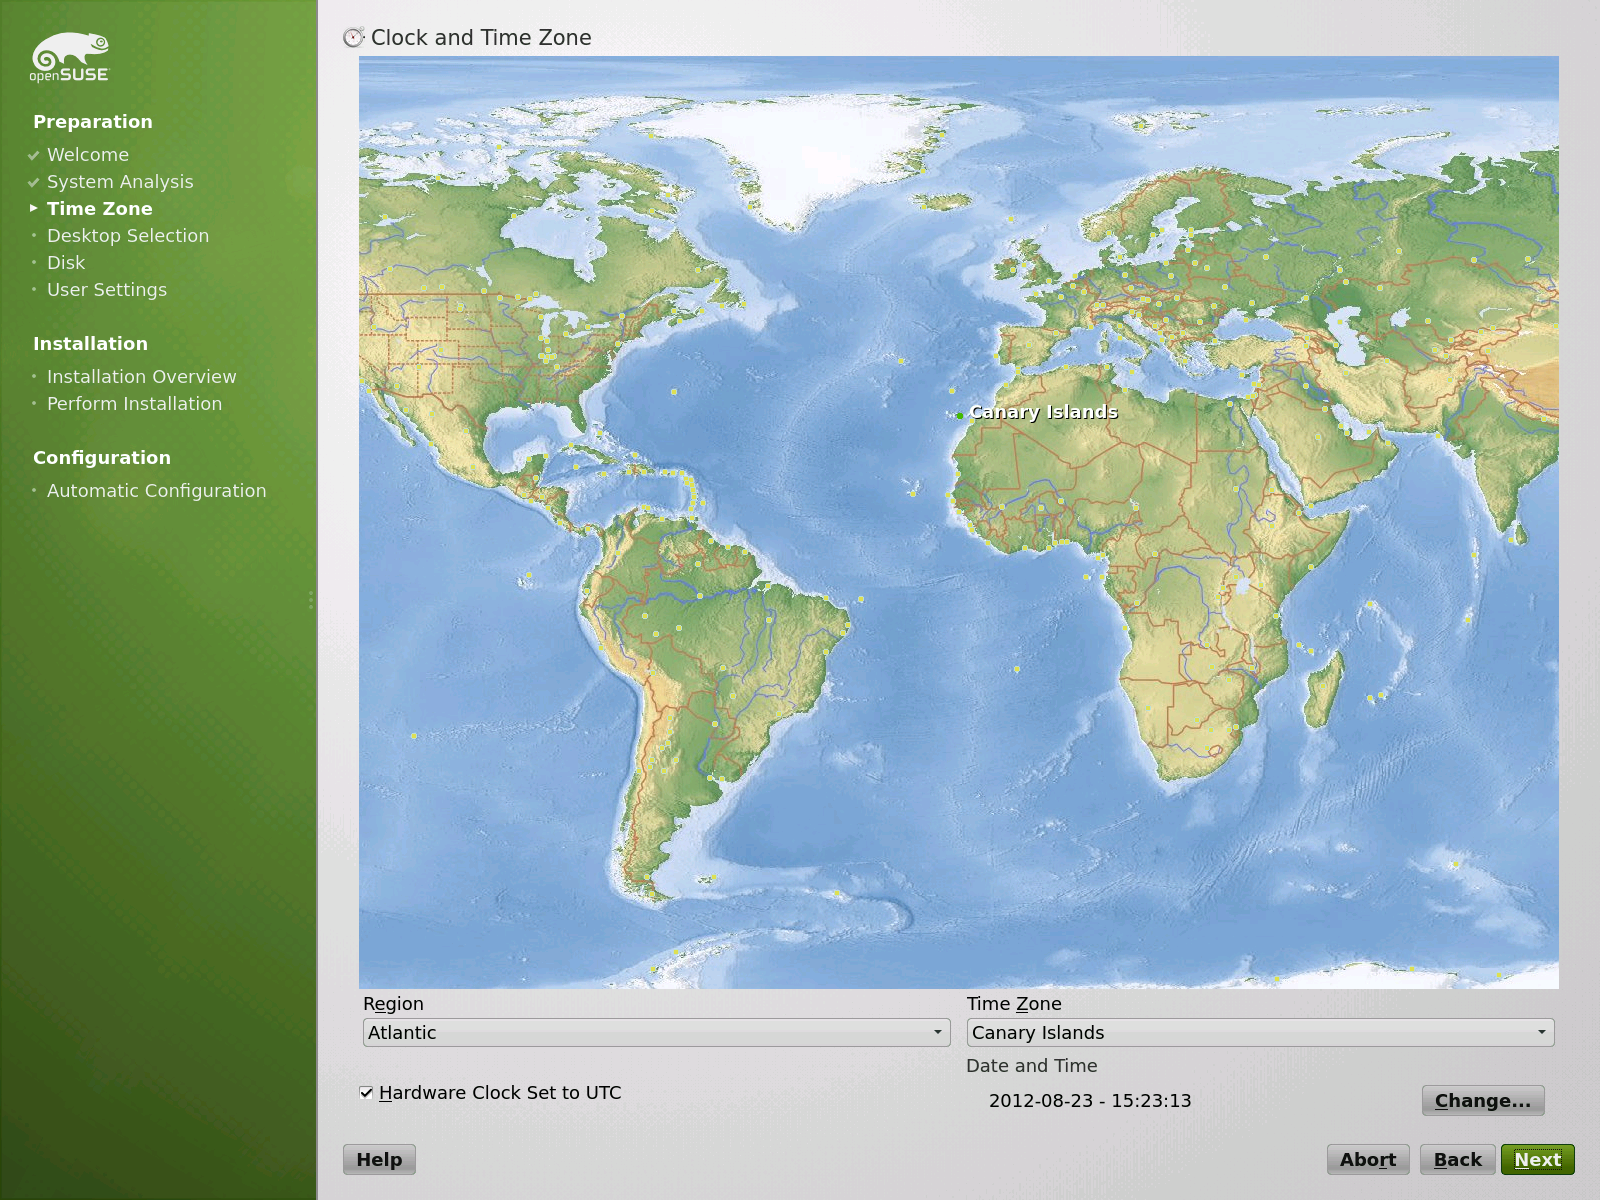 openSUSE
Preparation
Welcome
System Analysis
Time Zone
Desktop Selection
Disk
User Settings
Installation
Installation Overview
Perform Installation
Configuration
Automatic Configuration
Clock and Time Zone
Canary Islands
Region
Time Zone
Atlantic
Canary Islands
Date and Time
Hardware Clock Set to UTC
2012-08-23 - 15:23:13
Change...
Help
Abort
Back
Next